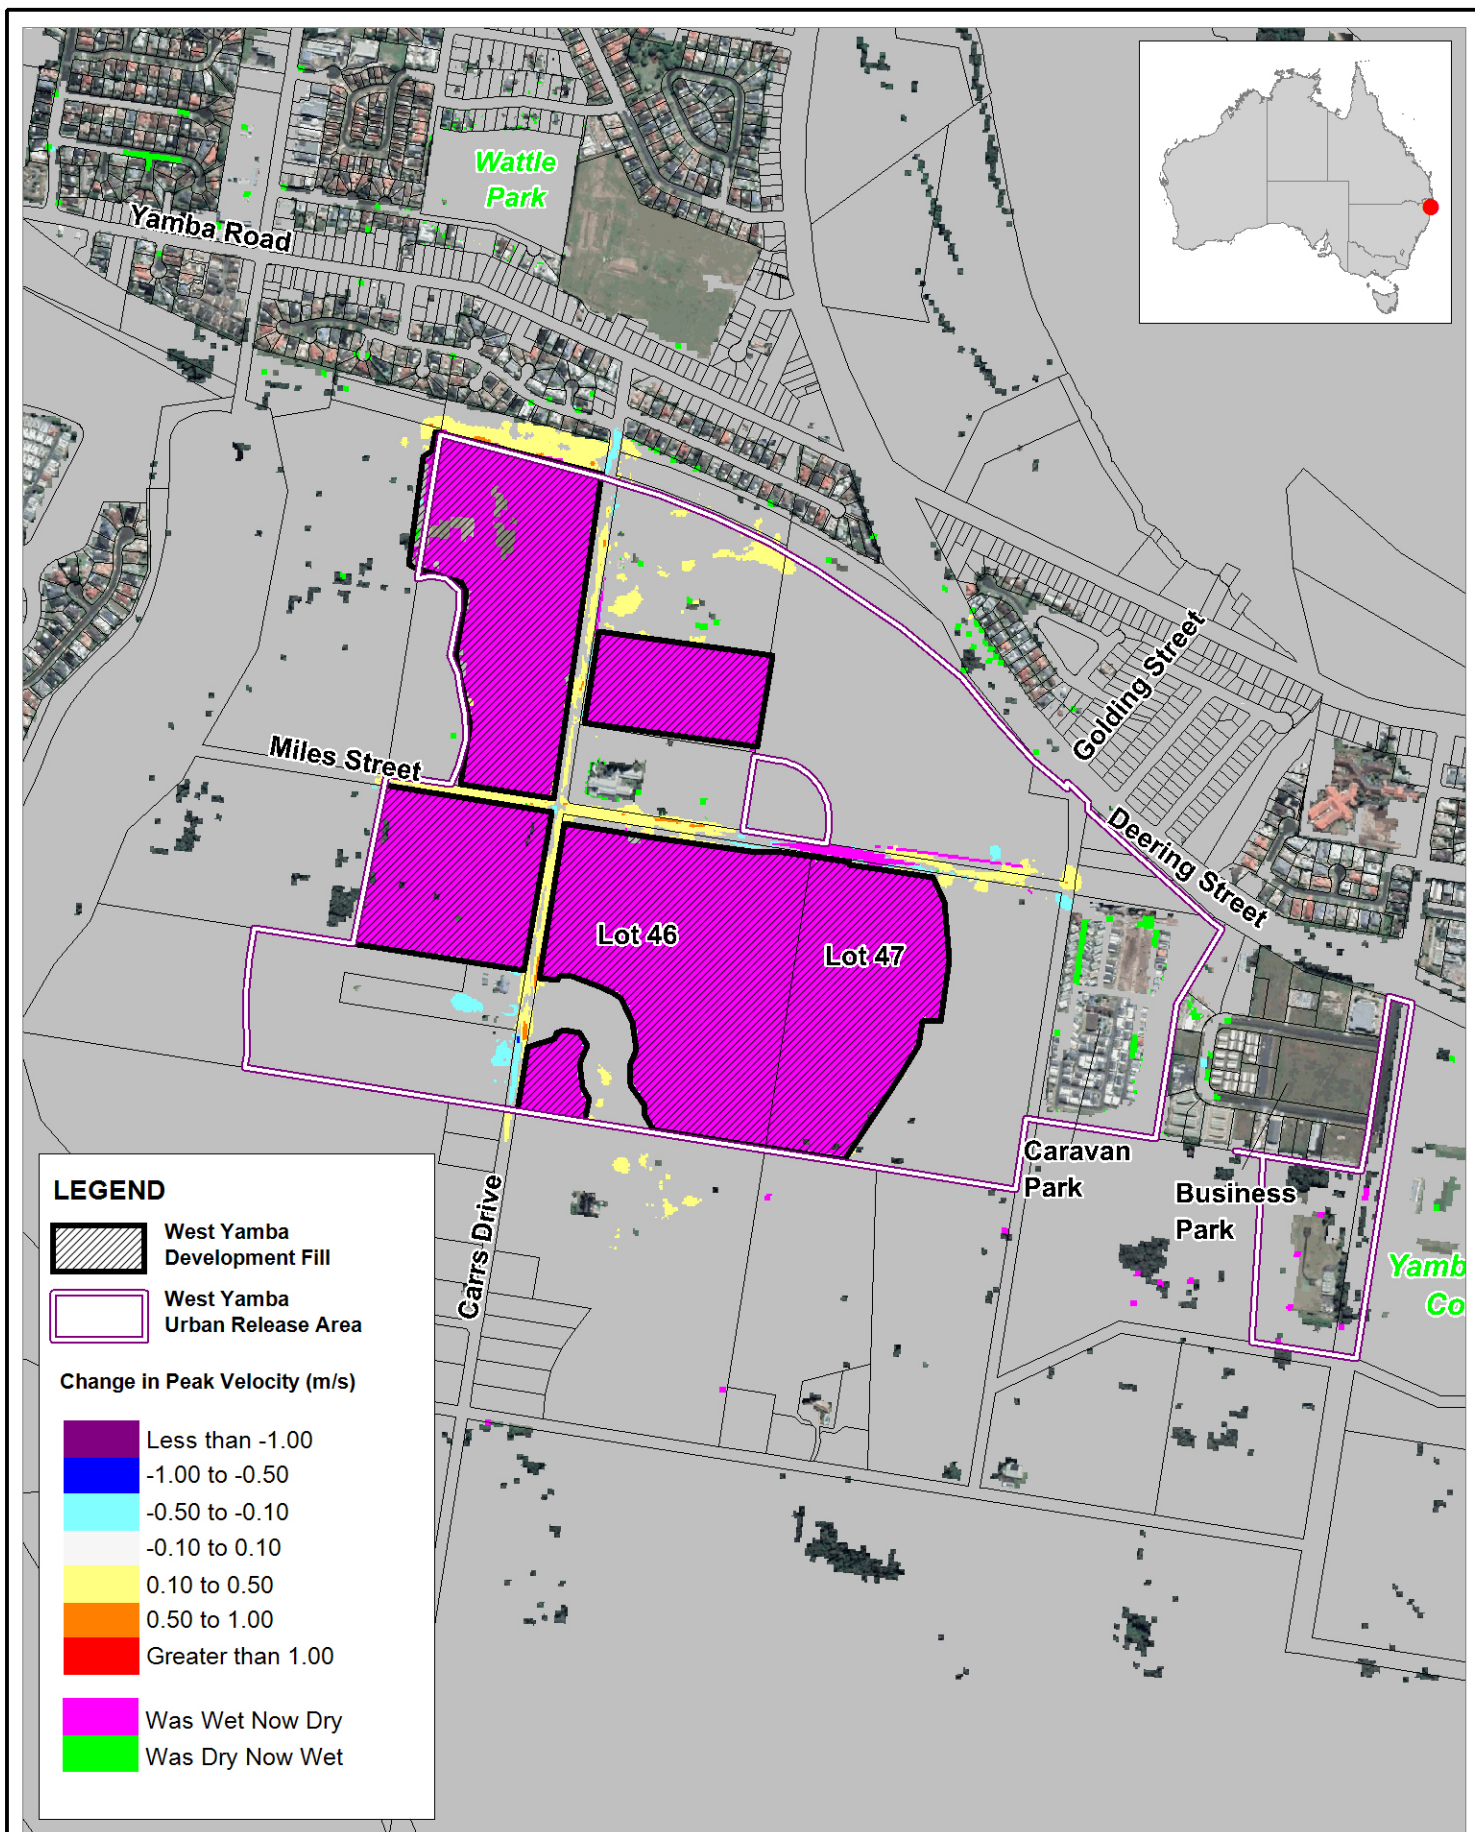 Wattle
Park
Yamba Road
Golding Street
Miles Street
Deering Street
Lot 46
Lot 47
Caravan
Park
Business
Park
Yamb
Co
Carrs Drive
LEGEND
West Yamba
Development Fill
West Yamba
Urban Release Area
Change in Peak Velocity (m/s)
Less than -1.00
-1.00 to -0.50
-0.50 to -0.10
-0.10 to 0.10
0.10 to 0.50
0.50 to 1.00
Greater than 1.00
Was Wet Now Dry
Was Dry Now Wet